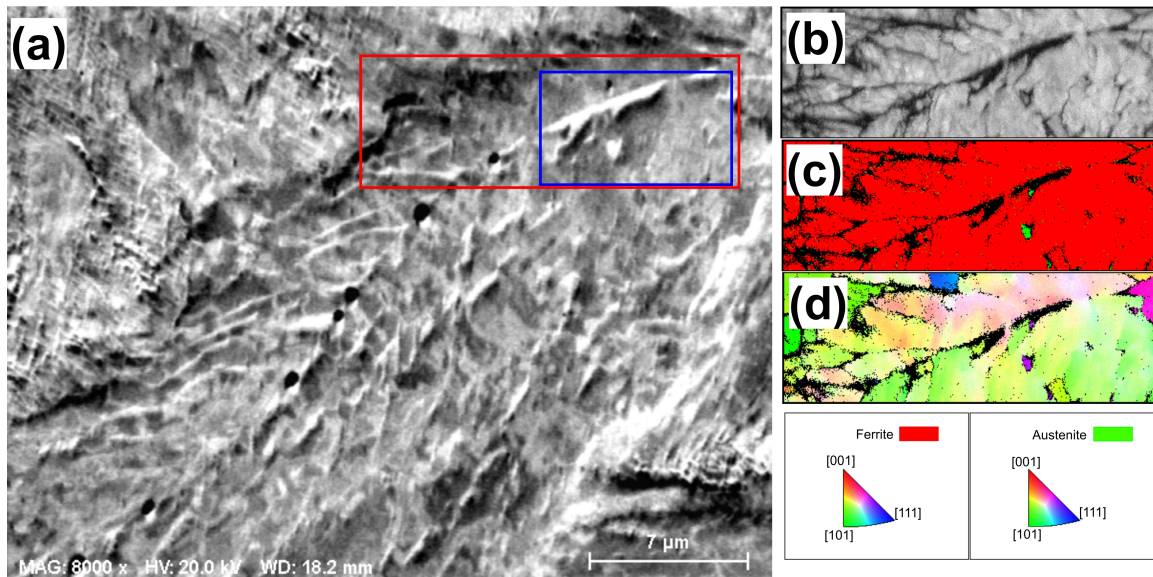 (a)
MAG: 8000 x HV: 20.0 kV WD: 18.2 mm
7 µm
(b)
(c)
(d)
Ferrite
[001]
[101]
[111]
Austenite
[001]
[101]
[111]